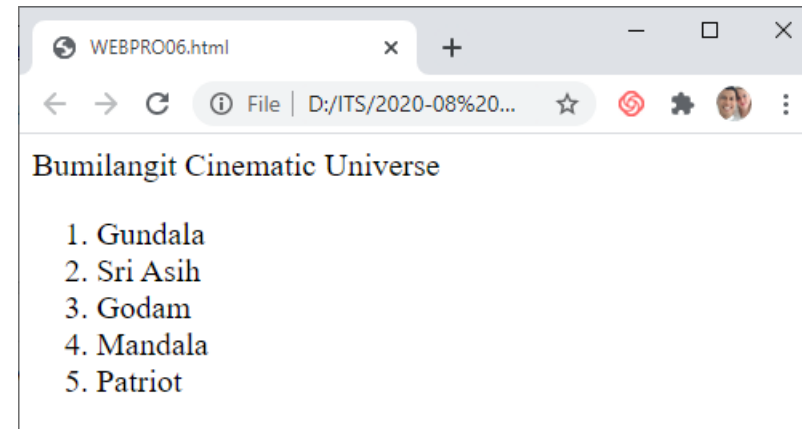 WEBPRO06.html
File | D:/ITS/2020-08%20...
Bumilangit Cinematic Universe
1. Gundala
2. Sri Asih
3. Godam
4. Mandala
5. Patriot